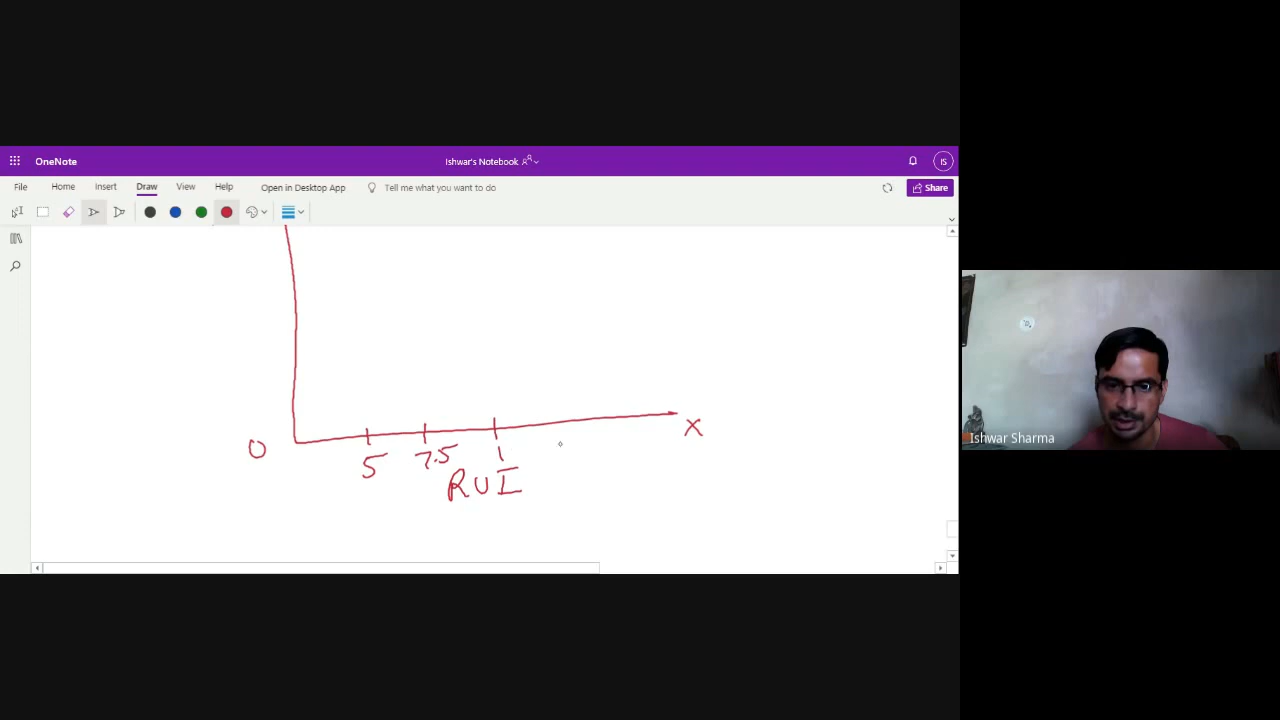 OneNote
Ishwar's Notebook
IS
File Home Insert Draw View Help Open in Desktop App Tell me what you want to do
Share
O
X
5 7.5 1
RUI
Ishwar Sharma